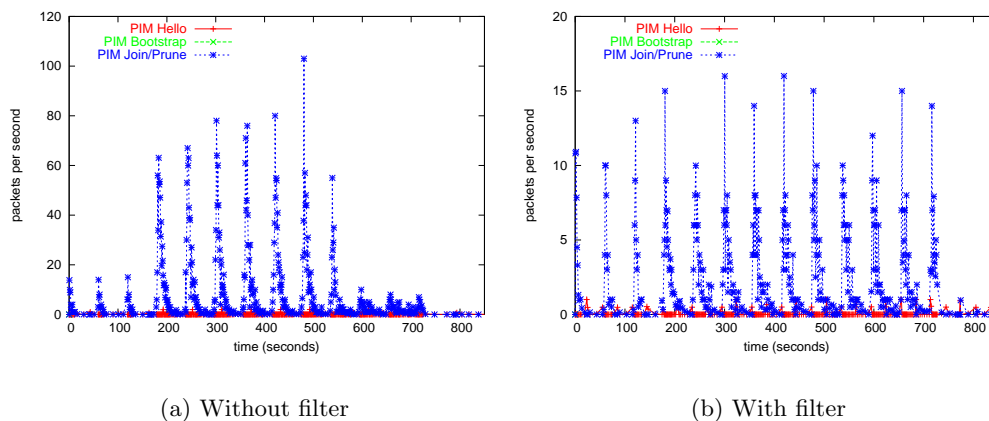 PIM Hello
PIM Bootstrap
PIM Join/Prune
packets per second
120
100
80
60
40
20
0
0 100 200 300 400 500 600 700 800
time (seconds)
(a) Without filter
PIM Hello
PIM Bootstrap
PIM Join/Prune
packets per second
20
15
10
5
0
0 100 200 300 400 500 600 700 800
time (seconds)
(b) With filter